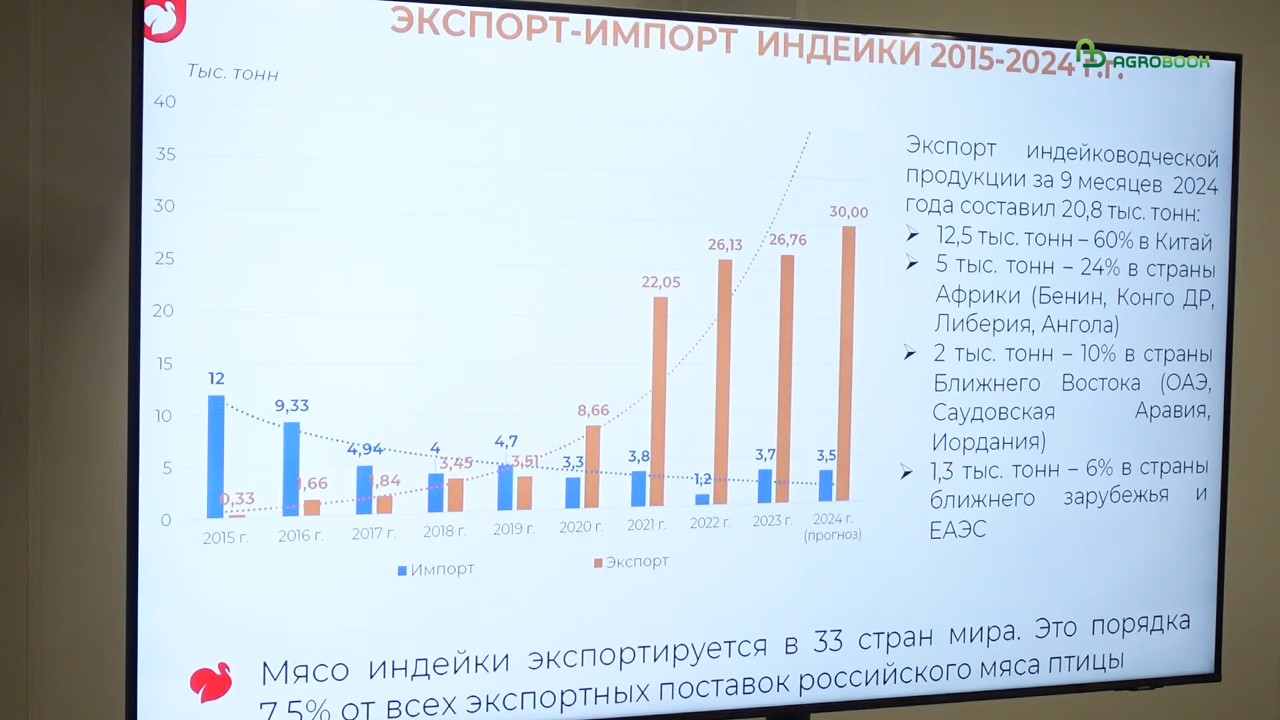 ЭКСПОРТ-ИМПОРТ ИНДЕЙКИ 2015-2024 г.г.
AGROBOOK
Тыс. тонн
40
35
30
25
20
15
10
5
0
12
0,33
9,33
1,66
4,94
1,84
4
3,45
4,7
3,51
3,3
8,66
3,8
22,05
1,2
26,13
3,7
26,76
3,5
30,00
2015 г.
2016 г.
2017 г.
2018 г.
2019 г.
2020 г.
2021 г.
2022 г.
2023 г.
2024 г.
(прогноз)
Импорт
Экспорт
Экспорт индейководческой
продукции за 9 месяцев 2024
года составил 20,8 тыс. тонн:
12,5 тыс. тонн – 60% в Китай
5 тыс. тонн – 24% в страны
Африки (Бенин, Конго ДР,
Либерия, Ангола)
2 тыс. тонн – 10% в страны
Ближнего Востока (ОАЭ,
Саудовская Аравия,
Иордания)
1,3 тыс. тонн – 6% в страны
ближнего зарубежья и
ЕАЭС
Мясо индейки экспортируется в 33 стран мира. Это порядка
7,5% от всех экспортных поставок российского мяса птицы